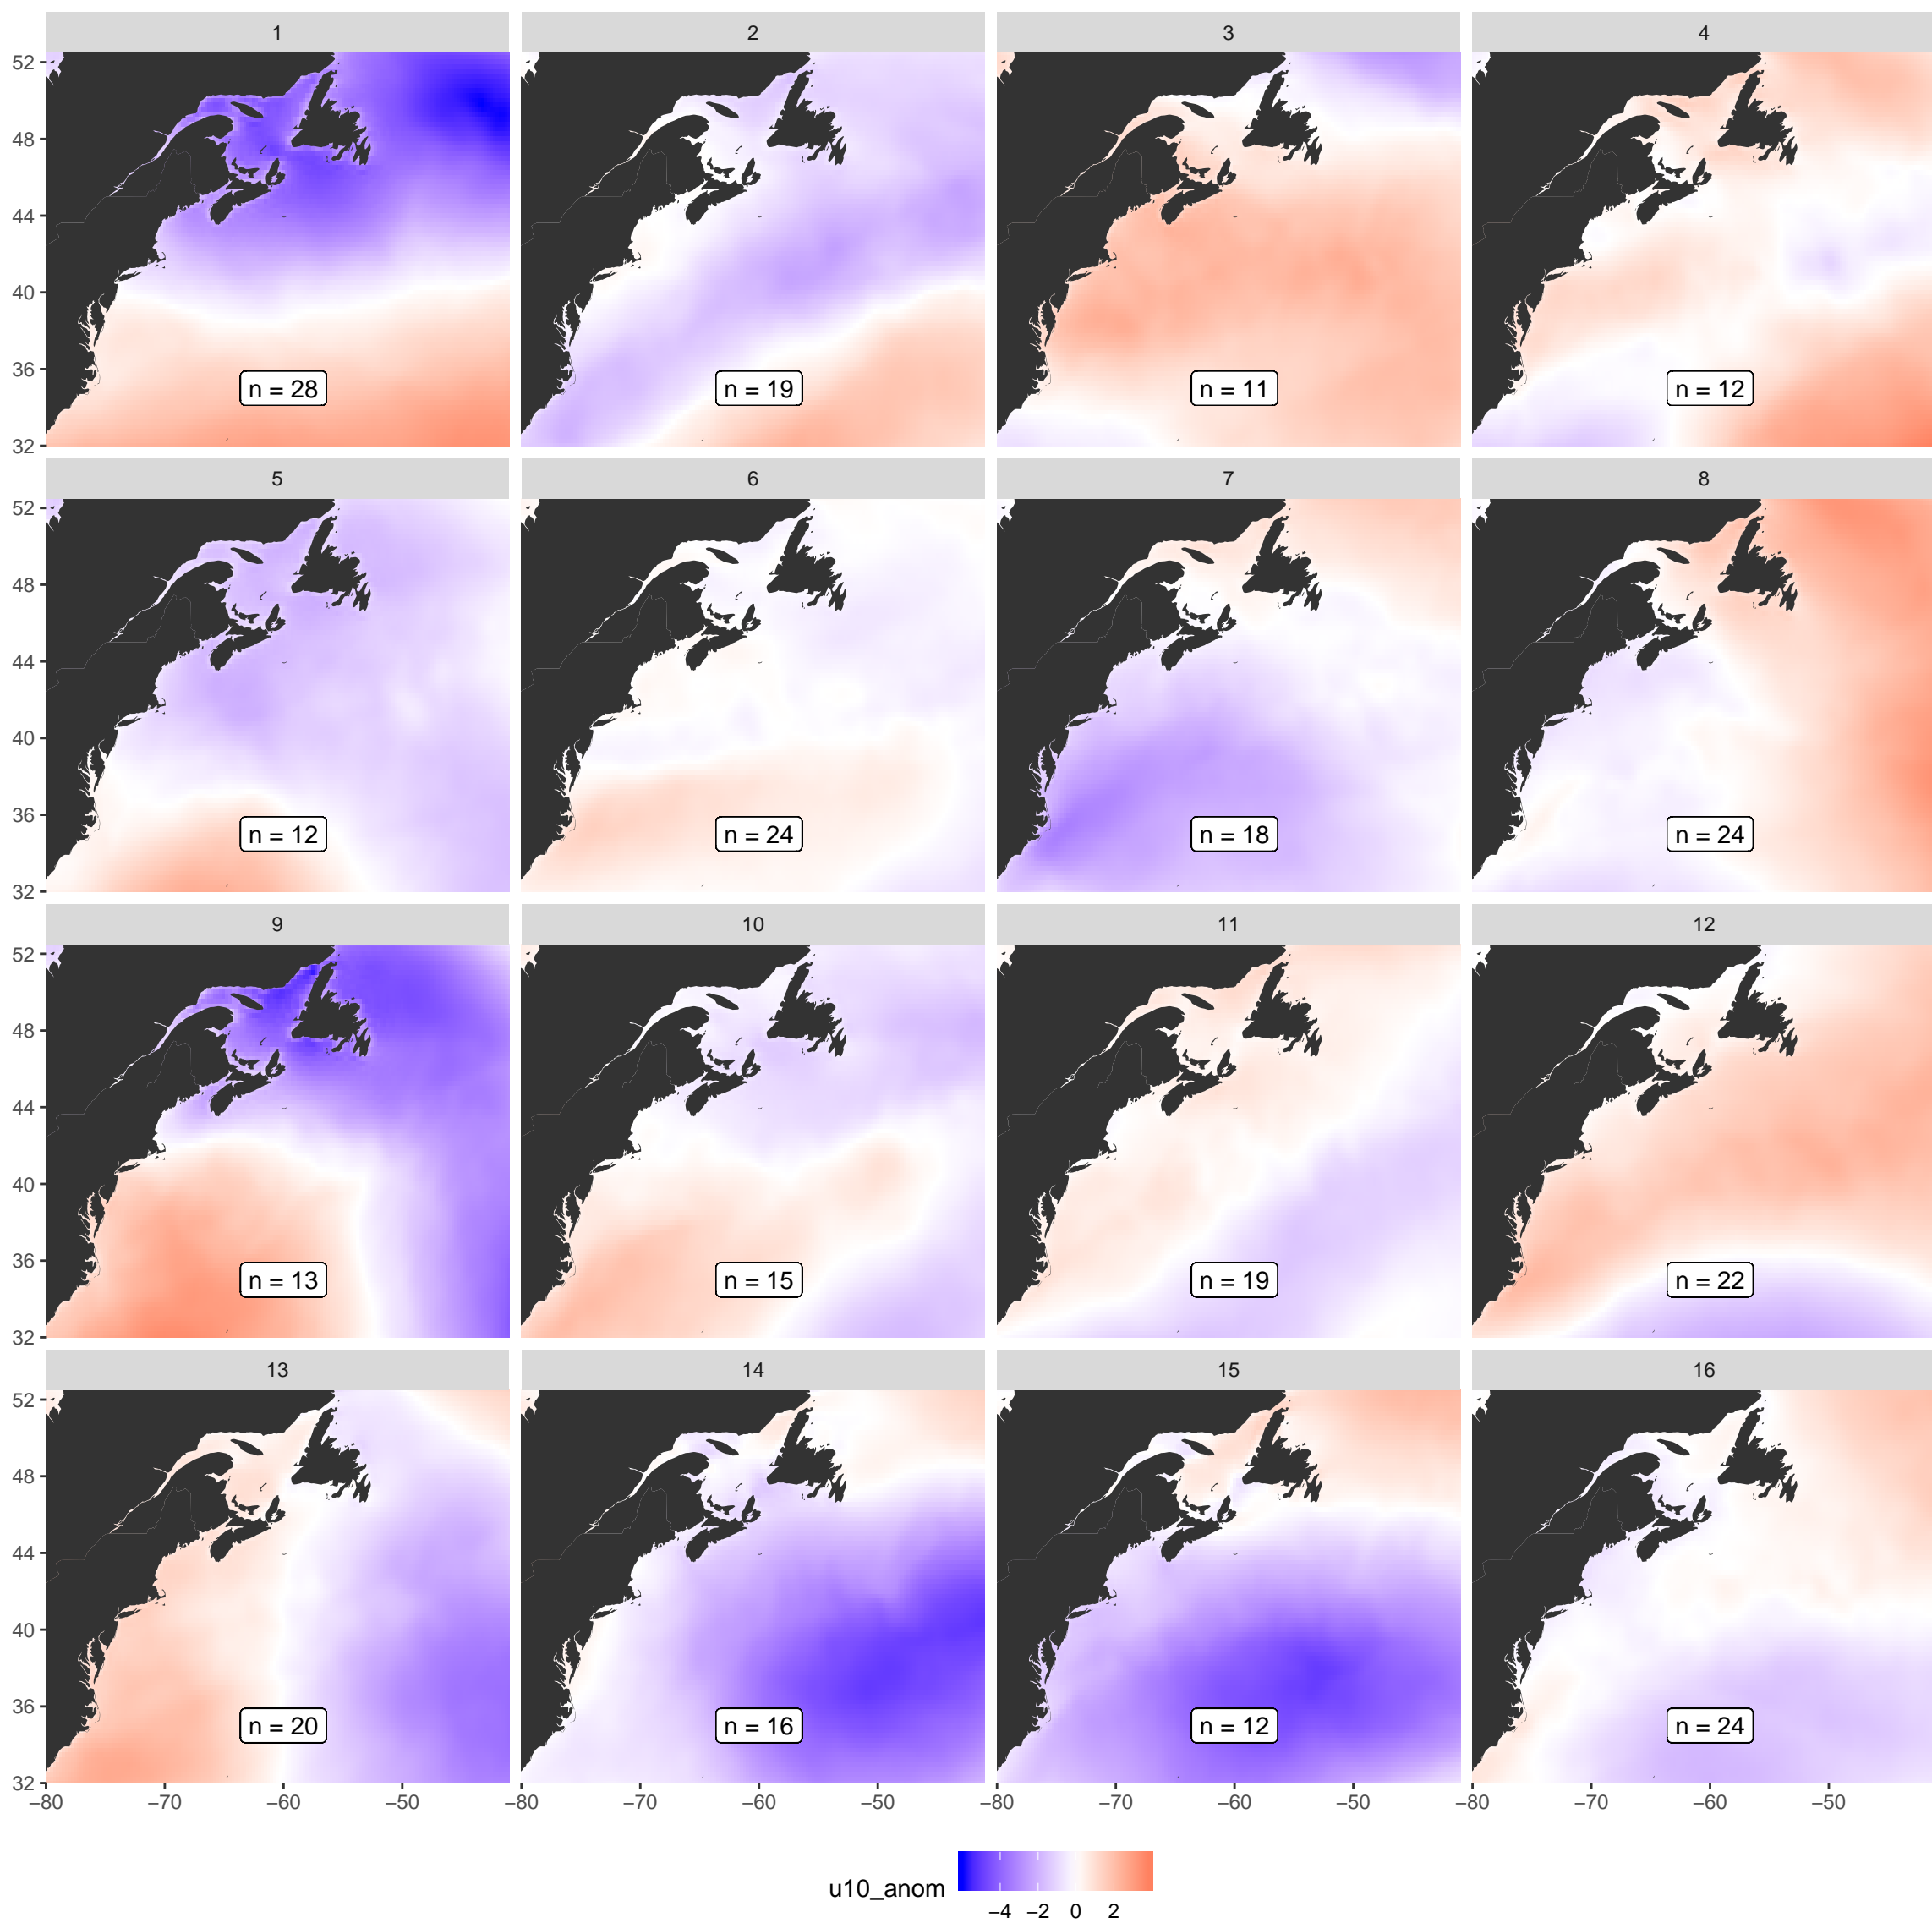 1 2 3 4
52
48
44
40
36
32
n = 28 n = 19 n = 11 n = 12
5 6 7 8
52
48
44
40
36
32
n = 12 n = 24 n = 18 n = 24
9 10 11 12
52
48
44
40
36
32
n = 13 n = 15 n = 19 n = 22
13 14 15 16
52
48
44
40
36
32
n = 20 n = 16 n = 12 n = 24
−80 −70 −60 −50 −80 −70 −60 −50 −80 −70 −60 −50 −80 −70 −60 −50
u10_anom
−4 −2 0 2